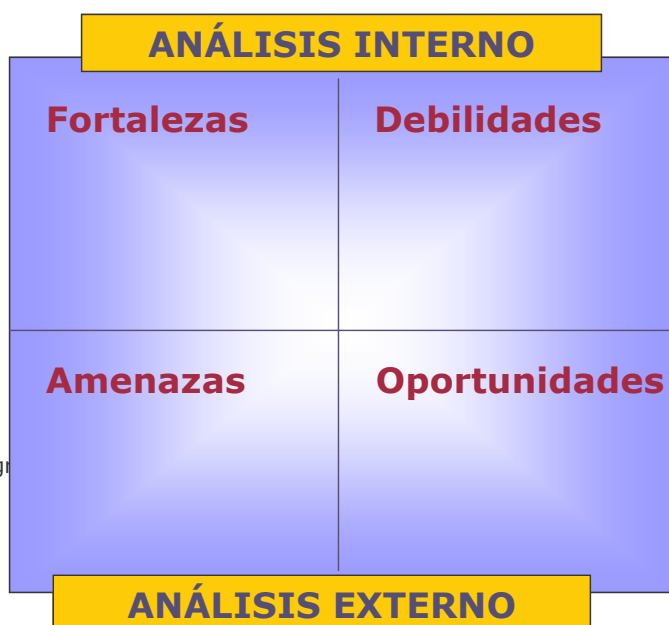 ANÁLISIS INTERNO
Fortalezas
Debilidades
Amenazas
Oportunidades
ANÁLISIS EXTERNO